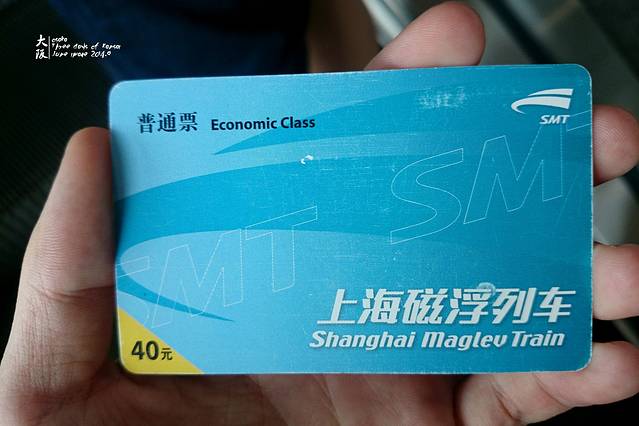 大阪
普通票 Economic Class
SMT
SMT
SMT
上海磁浮列车
Shanghai Maglev Train
40元